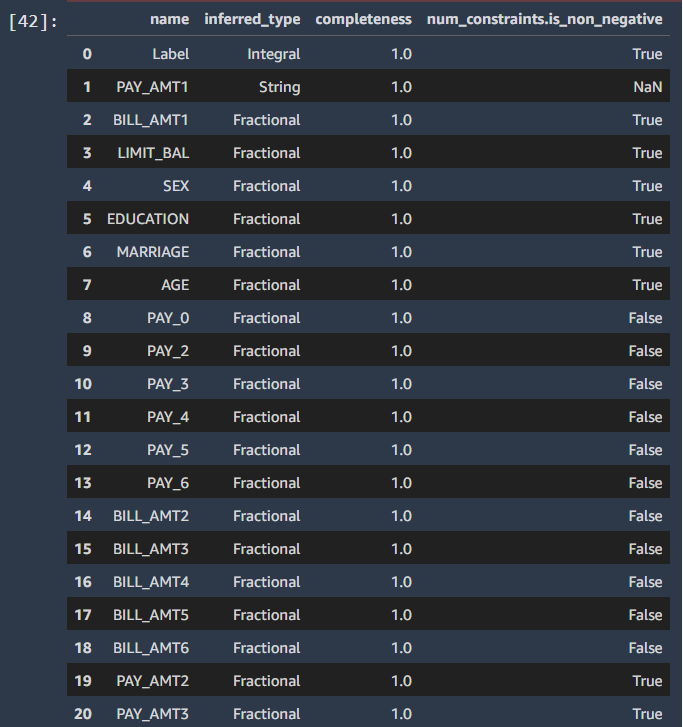 [42]: name inferred_type completeness num_constraints.is_non_negative
0 Label Integral 1.0 True
1 PAY_AMT1 String 1.0 NaN
2 BILL_AMT1 Fractional 1.0 True
3 LIMIT_BAL Fractional 1.0 True
4 SEX Fractional 1.0 True
5 EDUCATION Fractional 1.0 True
6 MARRIAGE Fractional 1.0 True
7 AGE Fractional 1.0 True
8 PAY_0 Fractional 1.0 False
9 PAY_2 Fractional 1.0 False
10 PAY_3 Fractional 1.0 False
11 PAY_4 Fractional 1.0 False
12 PAY_5 Fractional 1.0 False
13 PAY_6 Fractional 1.0 False
14 BILL_AMT2 Fractional 1.0 False
15 BILL_AMT3 Fractional 1.0 False
16 BILL_AMT4 Fractional 1.0 False
17 BILL_AMT5 Fractional 1.0 False
18 BILL_AMT6 Fractional 1.0 False
19 PAY_AMT2 Fractional 1.0 True
20 PAY_AMT3 Fractional 1.0 True